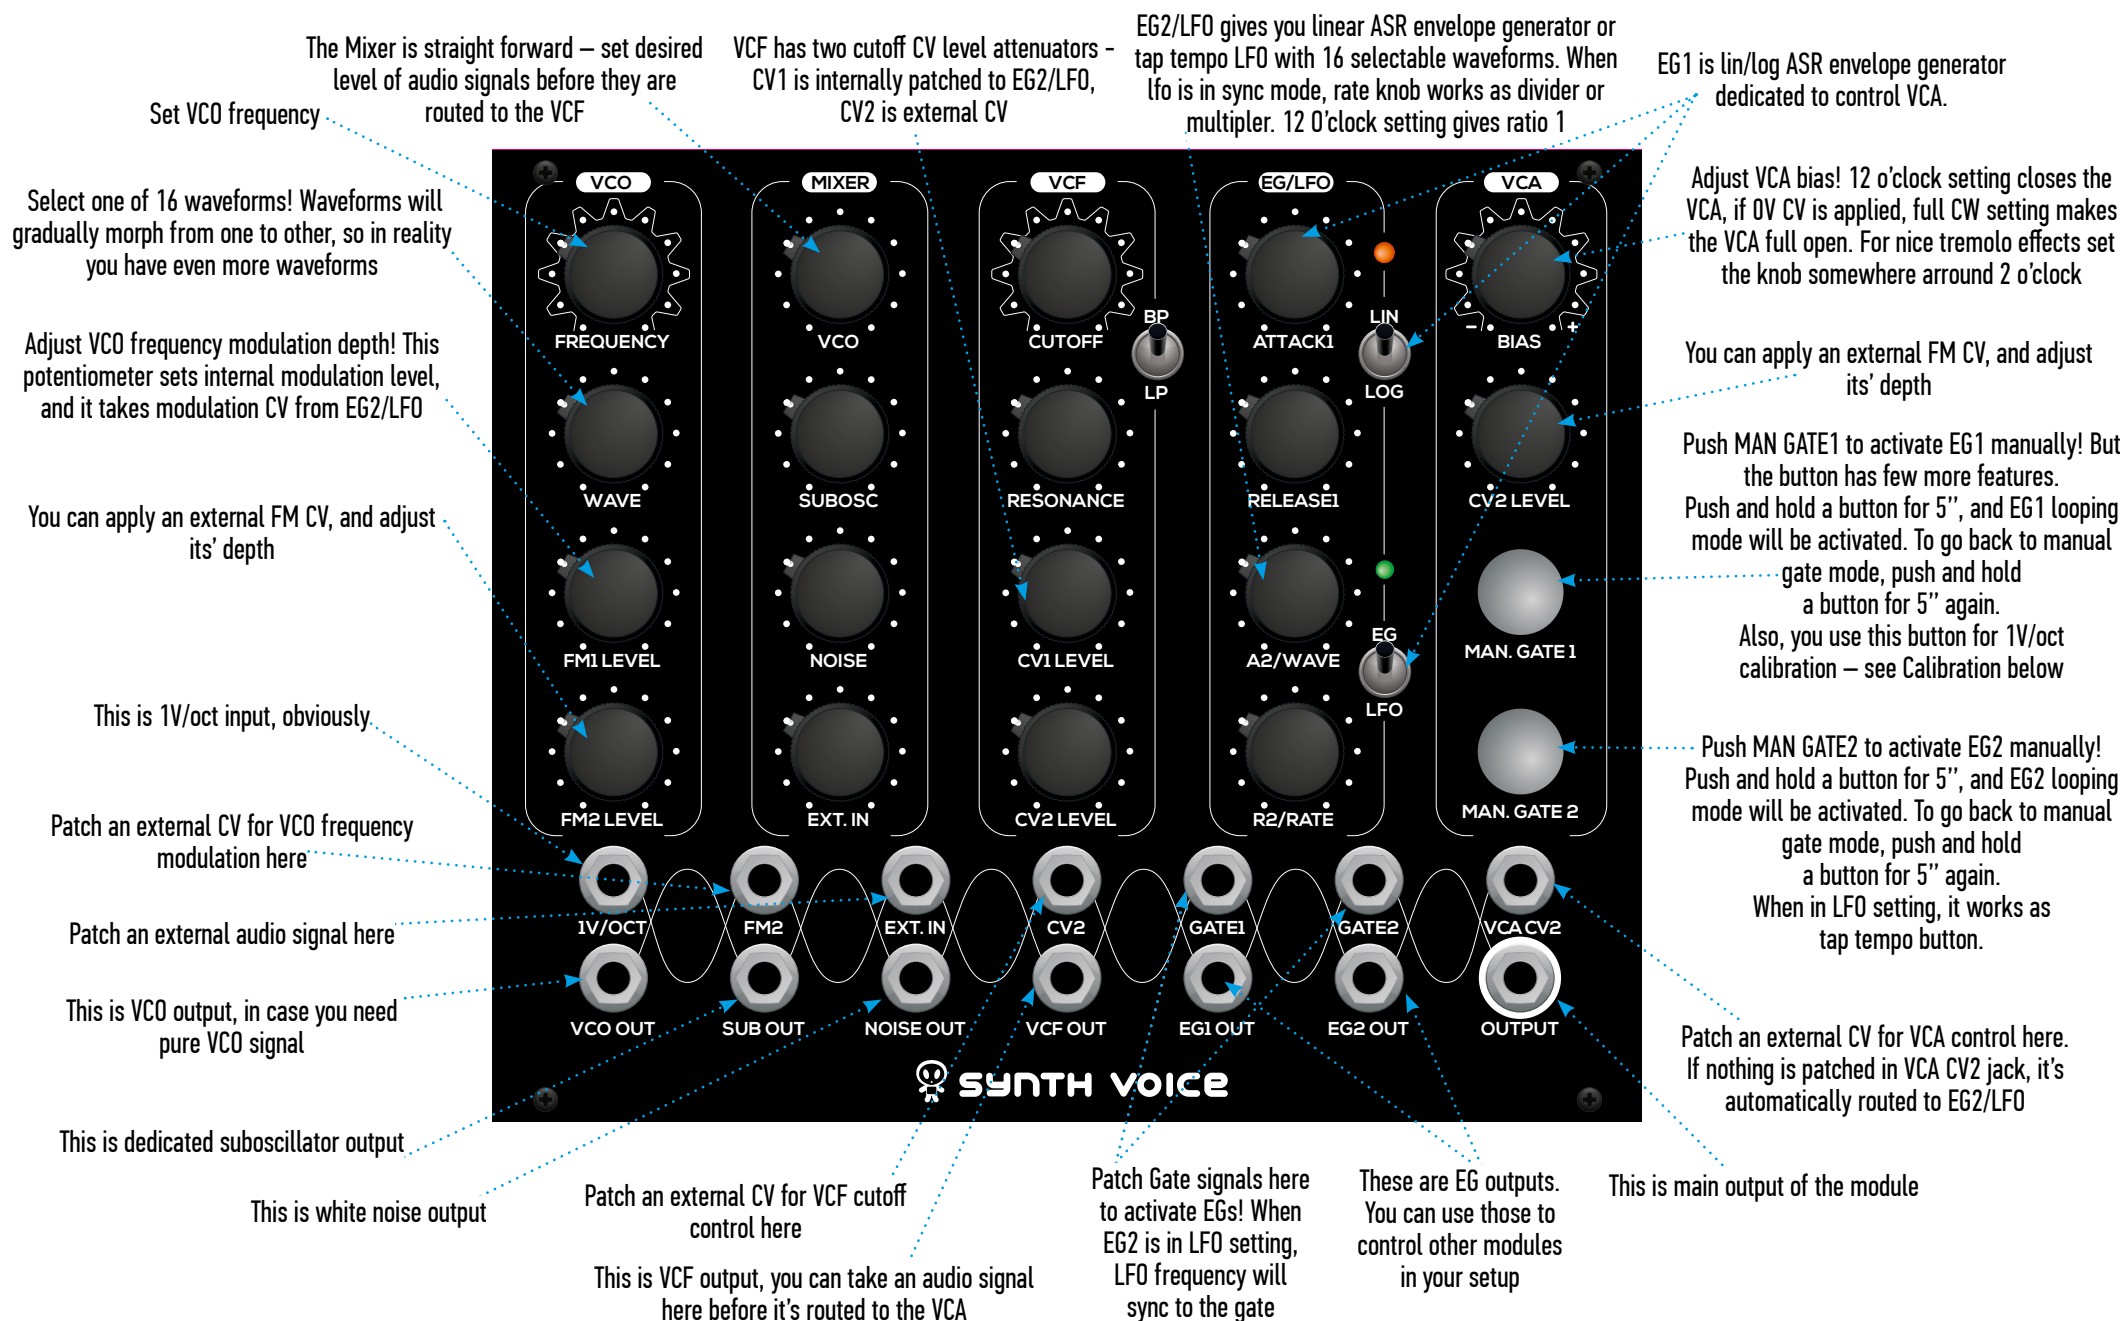 The Mixer is straight forward – set desired
level of audio signals before they are
routed to the VCF
VCF has two cutoff CV level attenuators -
CV1 is internally patched to EG2/LFO,
CV2 is external CV
EG2/LFO gives you linear ASR envelope generator or
tap tempo LFO with 16 selectable waveforms. When
lfo is in sync mode, rate knob works as divider or
multipler. 12 O'clock setting gives ratio 1
EG1 is lin/log ASR envelope generator
dedicated to control VCA.
Set VCO frequency
Select one of 16 waveforms! Waveforms will
gradually morph from one to other, so in reality
you have even more waveforms
Adjust VCO frequency modulation depth! This
potentiometer sets internal modulation level,
and it takes modulation CV from EG2/LFO
You can apply an external FM CV, and adjust
its' depth
This is 1V/oct input, obviously
Patch an external CV for VCO frequency
modulation here
Patch an external audio signal here
This is VCO output, in case you need
pure VCO signal
This is dedicated suboscillator output
This is white noise output
VCO
MIXER
VCF
EG/LFO
VCA
FREQUENCY
VCO
CUTOFF
BP
LP
ATTACK1
LIN
LOG
- +
BIAS
WAVE
SUBOSC
RESONANCE
RELEASE1
CV2 LEVEL
FM1 LEVEL
NOISE
CV1 LEVEL
A2/WAVE
EG
LFO
MAN. GATE 1
FM2 LEVEL
EXT. IN
CV2 LEVEL
R2/RATE
MAN. GATE 2
1V/OCT
FM2
EXT. IN
CV2
GATE1
GATE2
VCA CV2
VCO OUT
SUB OUT
NOISE OUT
VCF OUT
EG1 OUT
EG2 OUT
OUTPUT
SYNTH VOICE
Adjust VCA bias! 12 o'clock setting closes the
VCA, if 0V CV is applied, full CW setting makes
the VCA full open. For nice tremolo effects set
the knob somewhere arround 2 o'clock
You can apply an external FM CV, and adjust
its' depth
Push MAN GATE1 to activate EG1 manually! But
the button has few more features.
Push and hold a button for 5'', and EG1 looping
mode will be activated. To go back to manual
gate mode, push and hold
a button for 5'' again.
Also, you use this button for 1V/oct
calibration – see Calibration below
Push MAN GATE2 to activate EG2 manually!
Push and hold a button for 5'', and EG2 looping
mode will be activated. To go back to manual
gate mode, push and hold
a button for 5'' again.
When in LFO setting, it works as
tap tempo button.
Patch an external CV for VCA control here.
If nothing is patched in VCA CV2 jack, it's
automatically routed to EG2/LFO
This is main output of the module
Patch an external CV for VCF cutoff
control here
This is VCF output, you can take an audio signal
here before it's routed to the VCA
Patch Gate signals here
to activate EGs! When
EG2 is in LFO setting,
LFO frequency will
sync to the gate
These are EG outputs.
You can use those to
control other modules
in your setup